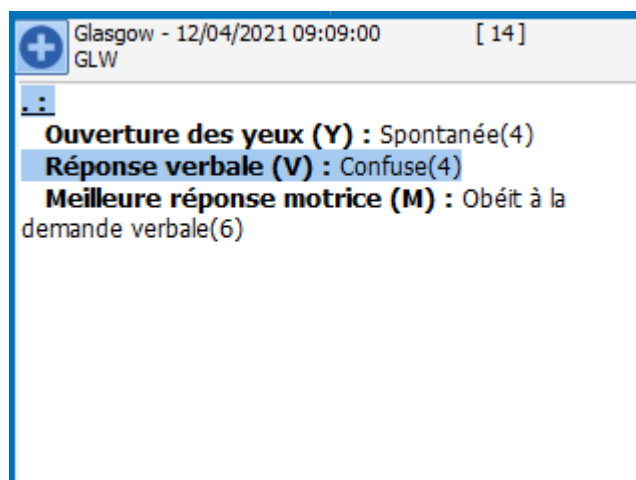 Glasgow - 12/04/2021 09:09:00 [ 14]
GLW
. :
Ouverture des yeux (Y) : Spontanée(4)
Réponse verbale (V) : Confuse(4)
Meilleure réponse motrice (M) : Obéit à la
demande verbale(6)